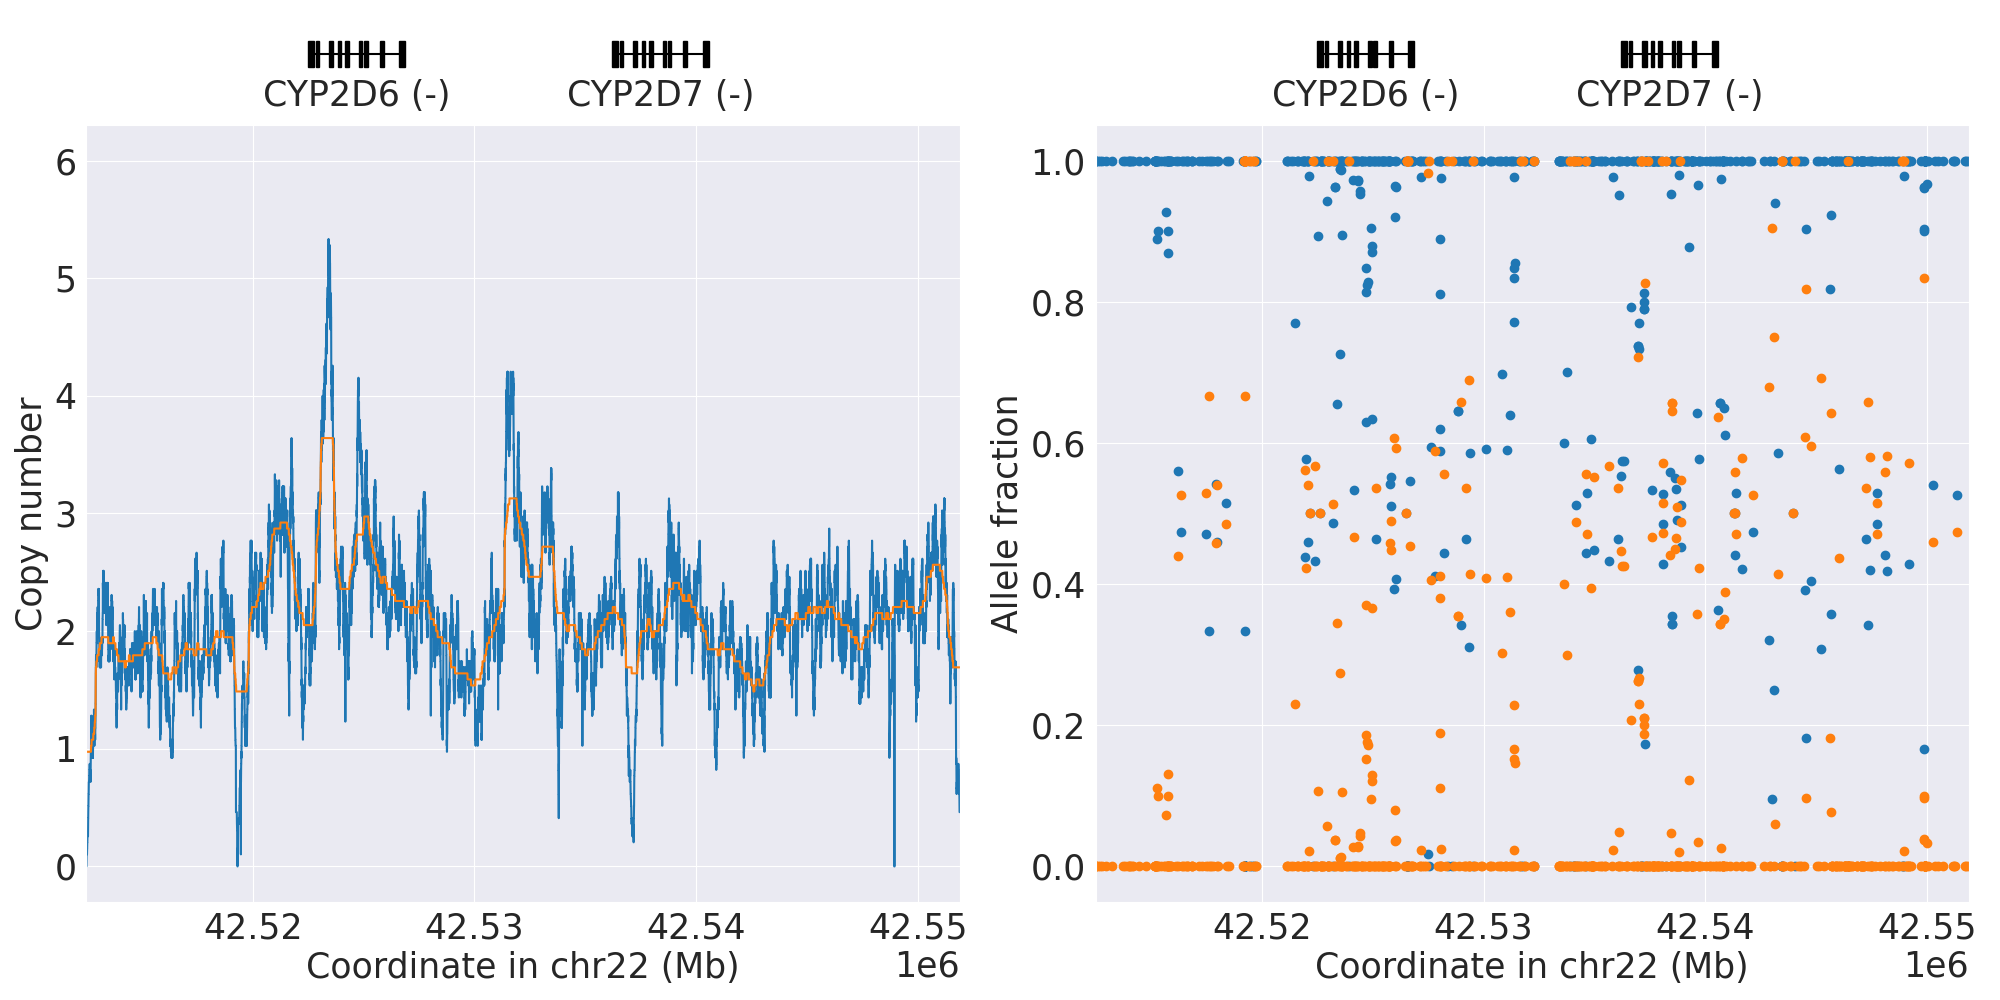 CYP2D6 (-) CYP2D7 (-)
6
5
4
3
2
1
0
Copy number
42.52 42.53 42.54 42.55
Coordinate in chr22 (Mb)
1e6
CYP2D6 (-) CYP2D7 (-)
1.0
0.8
0.6
0.4
0.2
0.0
Allele fraction
42.52 42.53 42.54 42.55
Coordinate in chr22 (Mb)
1e6